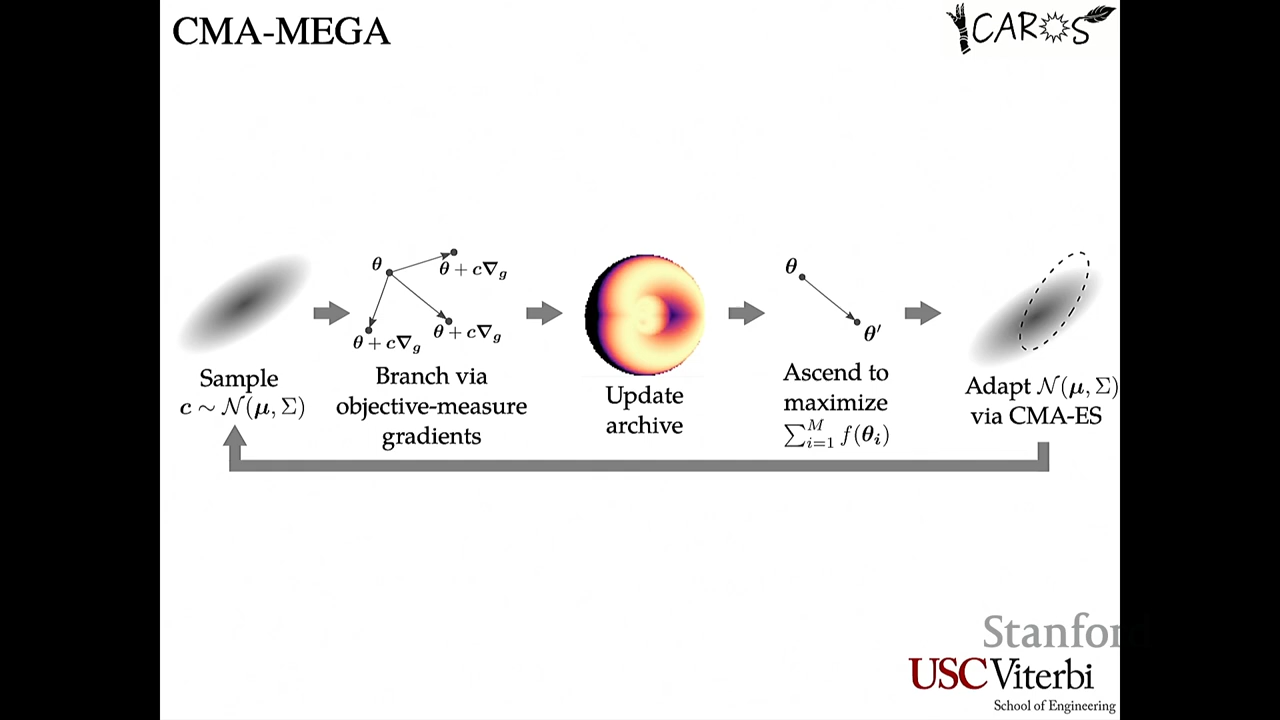 CMA-MEGA
ICAROS
θ
θ + c∇g
θ + c∇g
θ + c∇g
θ
θ′
Sample
c ∼ N(μ, Σ)
Branch via
objective-measure
gradients
Update
archive
Ascend to
maximize
∑ᵢ₌₁ᴹ f(θᵢ)
Adapt N(μ, Σ)
via CMA-ES
Stanford
USC Viterbi
School of Engineering